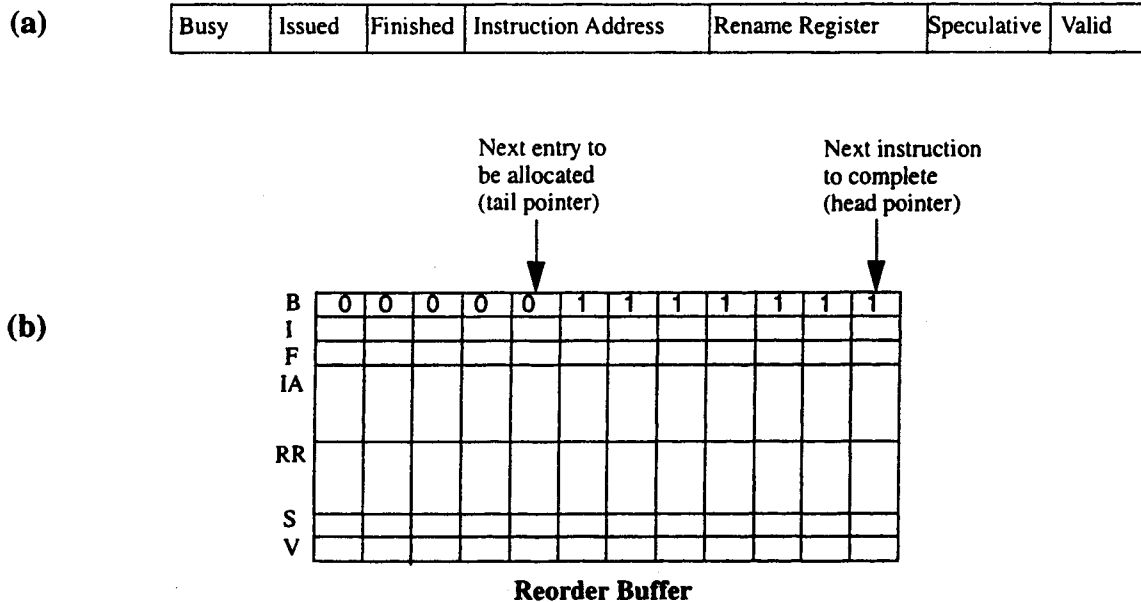 (a)
Busy Issued Finished Instruction Address Rename Register Speculative Valid
Next entry to
be allocated
(tail pointer)
Next instruction
to complete
(head pointer)
(b)
B 0 0 0 0 0 1 1 1 1 1 1 1
I
F
IA
RR
S
V
Reorder Buffer